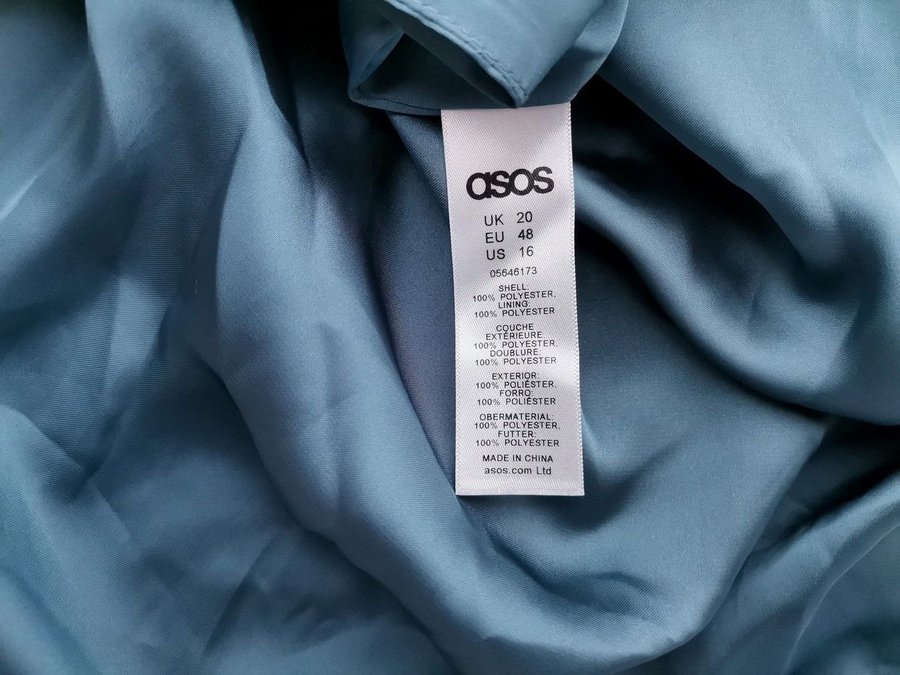 asos
UK 20
EU 48
US 16
05646173
SHELL:
100% POLYESTER,
LINING:
100% POLYESTER
COUCHE
EXTÉRIEURE:
100% POLYESTER,
DOUBLURE:
100% POLYESTER
EXTERIOR:
100% POLIÉSTER,
FORRO:
100% POLIÉSTER
OBERMATERIAL:
100% POLYESTER,
FUTTER:
100% POLYESTER
MADE IN CHINA
asos.com Ltd